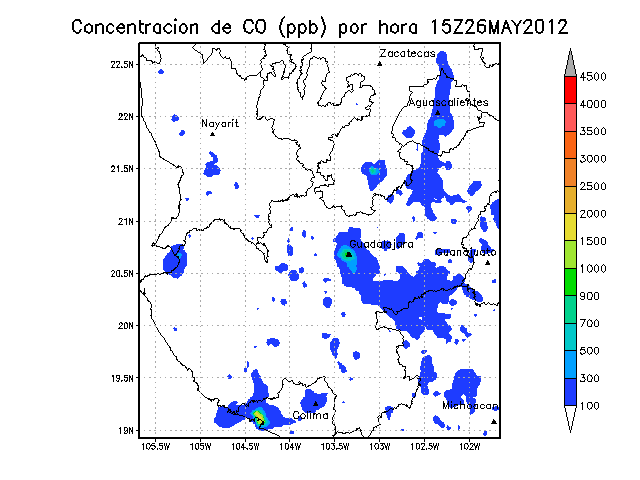 Concentracion de CO (ppb) por hora 15Z26MAY2012
22.5N
22N
21.5N
21N
20.5N
20N
19.5N
19N
105.5W
105W
104.5W
104W
103.5W
103W
102.5W
102W
Zacatecas
Aguascalientes
Nayarit
Guadalajara
Guanajuato
Colima
Michoacan
4500
4000
3500
3000
2500
2000
1500
1000
900
700
500
300
100